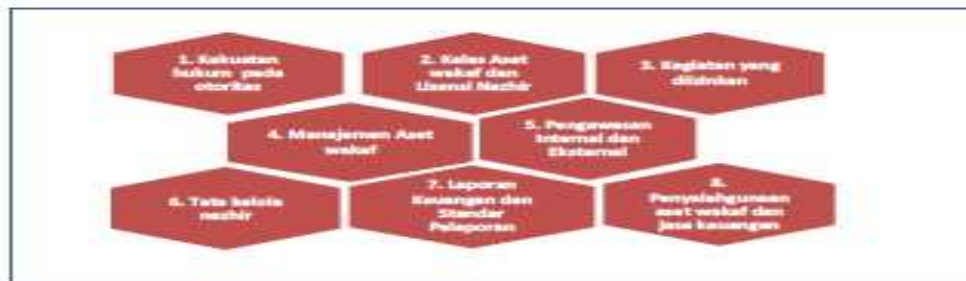 1. Kekuatan
hukum pada
otoritas
2. Kelas Aset
wakaf dan
Lisensi Nazhir
3. Kegiatan yang
diizinkan
4. Manajemen Aset
wakaf
5. Pengawasan
Internal dan
Eksternal
6. Tata kelola
nazhir
7. Laporan
Keuangan dan
Standar
Pelaporan
8.
Penyalahgunaan
aset wakaf dan
jasa keuangan